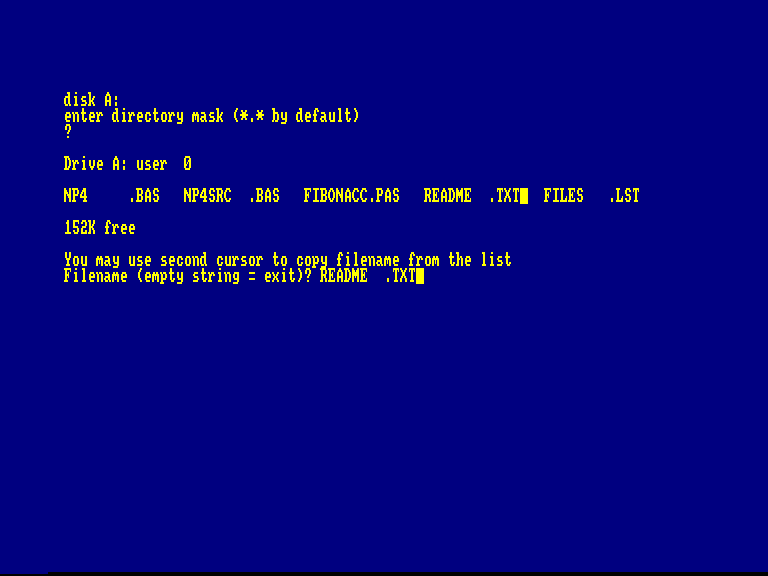 disk A:
enter directory mask (*.* by default)
?
Drive A: user  0
NP4     .BAS   NP4SRC  .BAS   FIBONACC.PAS   README  .TXT   FILES   .LST
152K free
You may use second cursor to copy filename from the list
Filename (empty string = exit)? README  .TXT